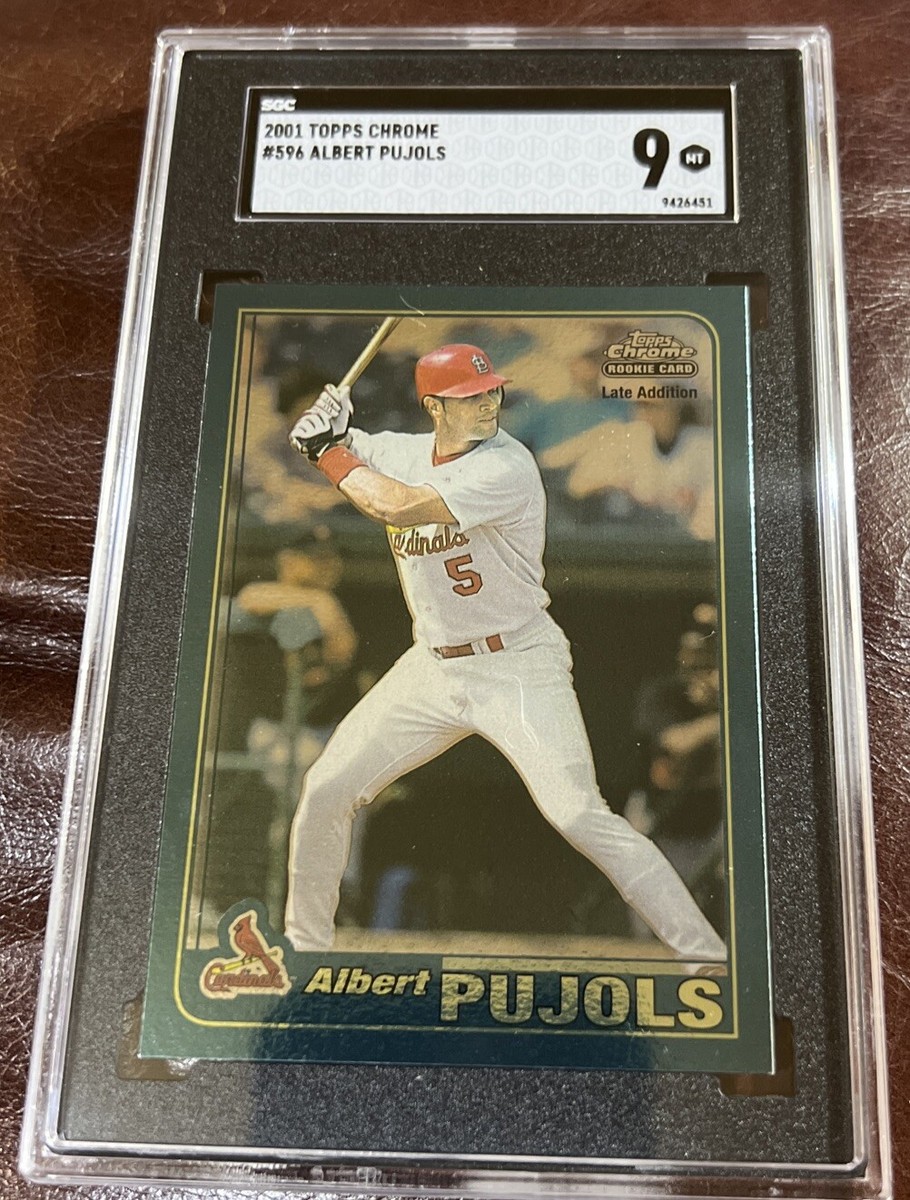 SGC
2001 TOPPS CHROME
#596 ALBERT PUJOLS
9 MT
9426451
Topps
Chrome
ROOKIE CARD
Late Addition
Cardinals
5
Cardinals
Albert PUJOLS